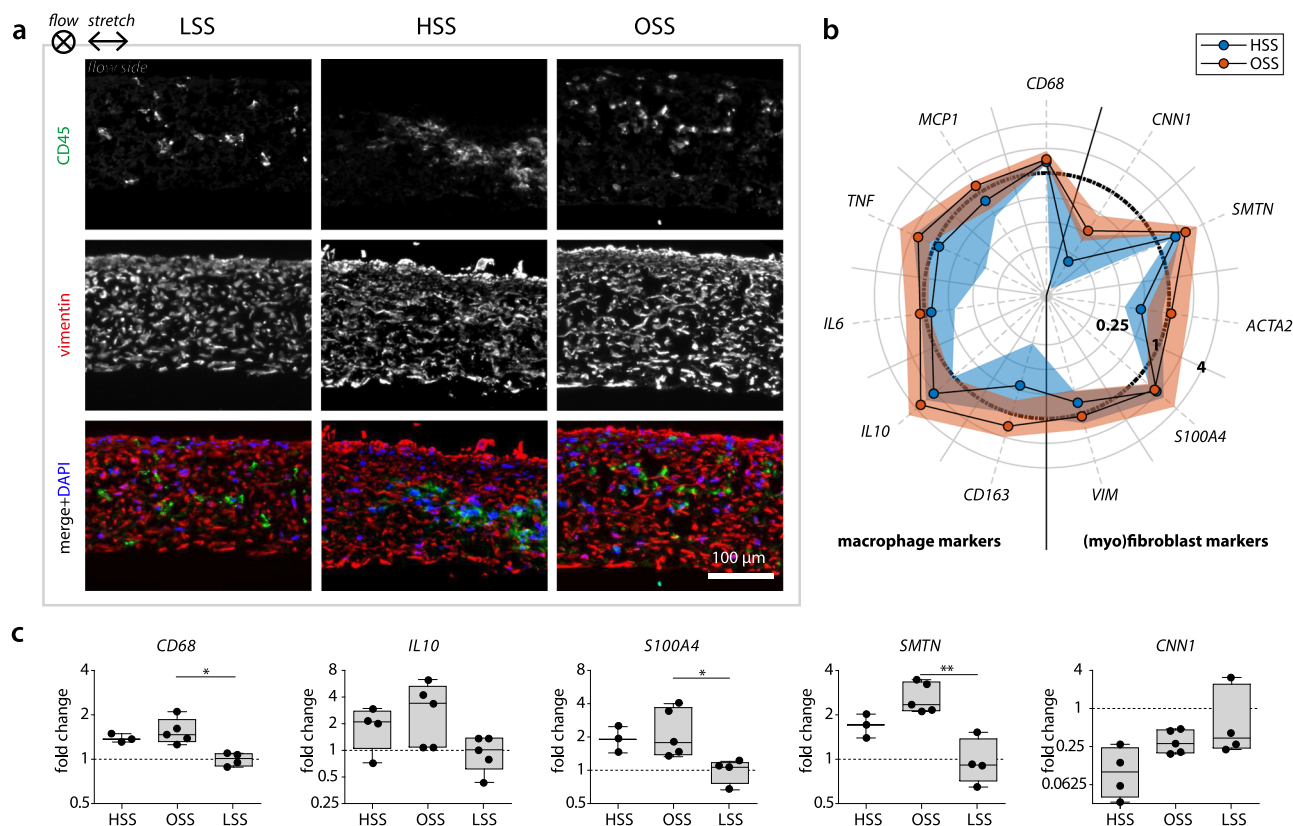 a
flow
stretch
LSS
HSS
OSS
flow side
CD45
vimentin
merge+DAPI
100 µm
b
HSS
OSS
CD68
MCP1
CNN1
TNF
SMTN
IL6
ACTA2
0.25
1
4
IL10
S100A4
CD163
VIM
macrophage markers
(myo)fibroblast markers
c
CD68
fold change
4
2
1
0.5
*
HSS
OSS
LSS
IL10
fold change
8
4
2
1
0.5
0.25
HSS
OSS
LSS
S100A4
fold change
8
4
2
1
0.5
*
HSS
OSS
LSS
SMTN
fold change
4
2
1
0.5
**
HSS
OSS
LSS
CNN1
fold change
4
1
0.25
0.0625
HSS
OSS
LSS